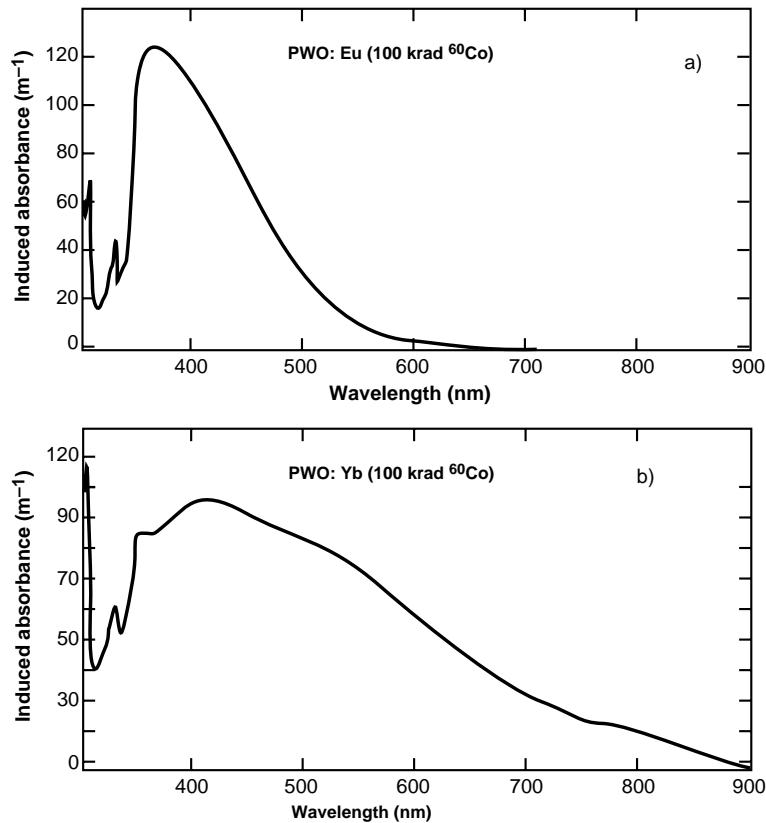 PWO: Eu (100 krad ⁶⁰Co)
a)
Induced absorbance (m⁻¹)
120
100
80
60
40
20
0
400 500 600 700 800 900
Wavelength (nm)
PWO: Yb (100 krad ⁶⁰Co)
b)
Induced absorbance (m⁻¹)
120
90
70
50
30
0
400 500 600 700 800 900
Wavelength (nm)